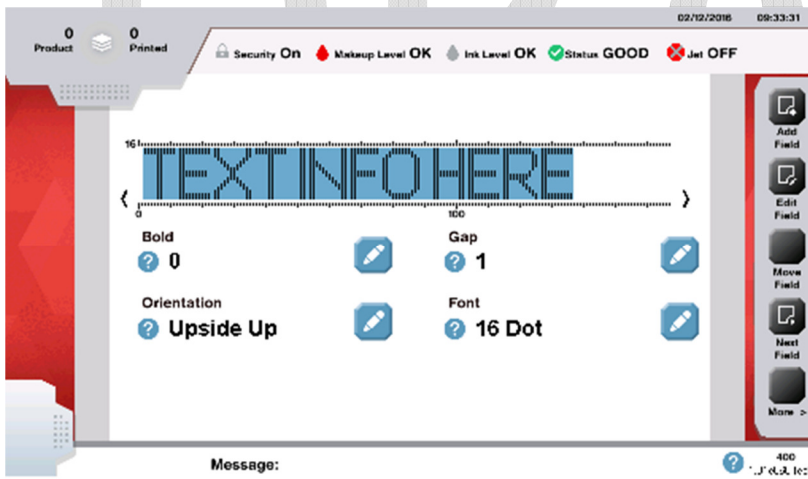 02/12/2016 09:33:31
0 0
Product Printed
Security On Makeup Level OK Ink Level OK Status GOOD Jet OFF
Add
Field
16
TEXT INFO HERE
0 100
Edit
Field
Bold Gap
? 0 ? 1
Move
Field
Orientation Font
? Upside Up ? 16 Dot
Next
Field
More >
Message:
? 400